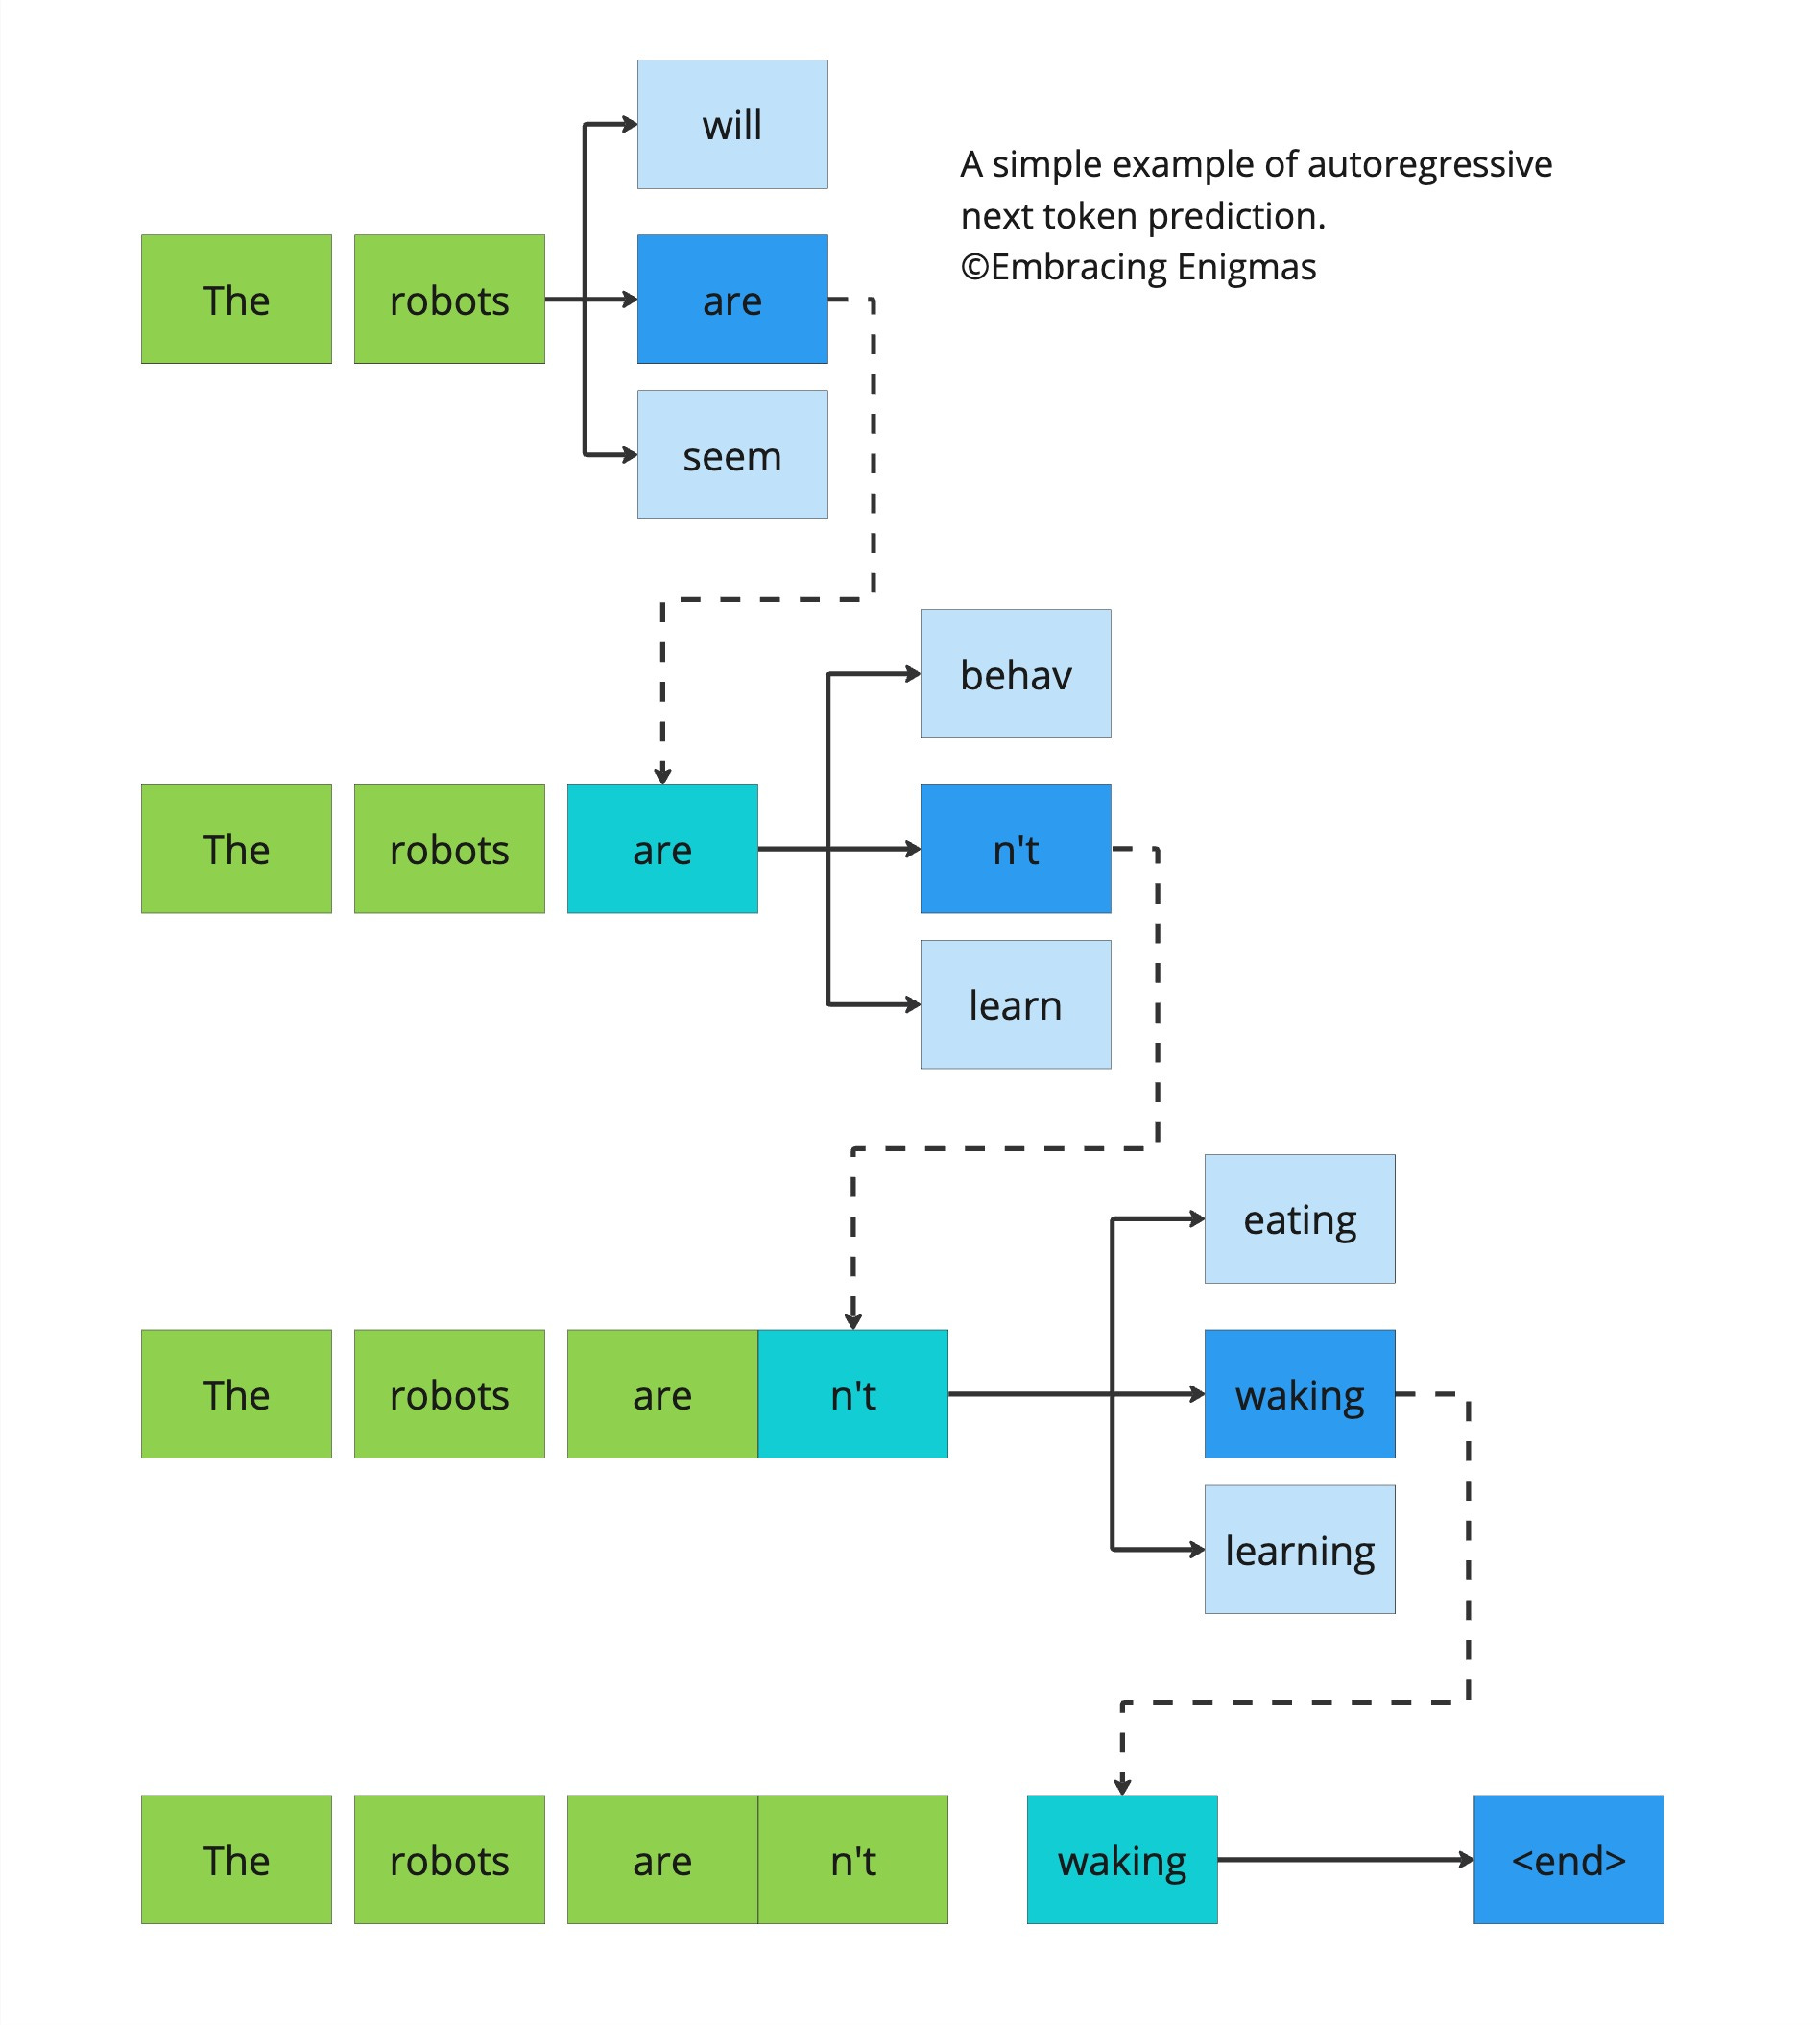 will
A simple example of autoregressive
next token prediction.
©Embracing Enigmas
The robots are
seem
behav
The robots are n't
learn
eating
The robots are n't waking
learning
The robots are n't waking <end>